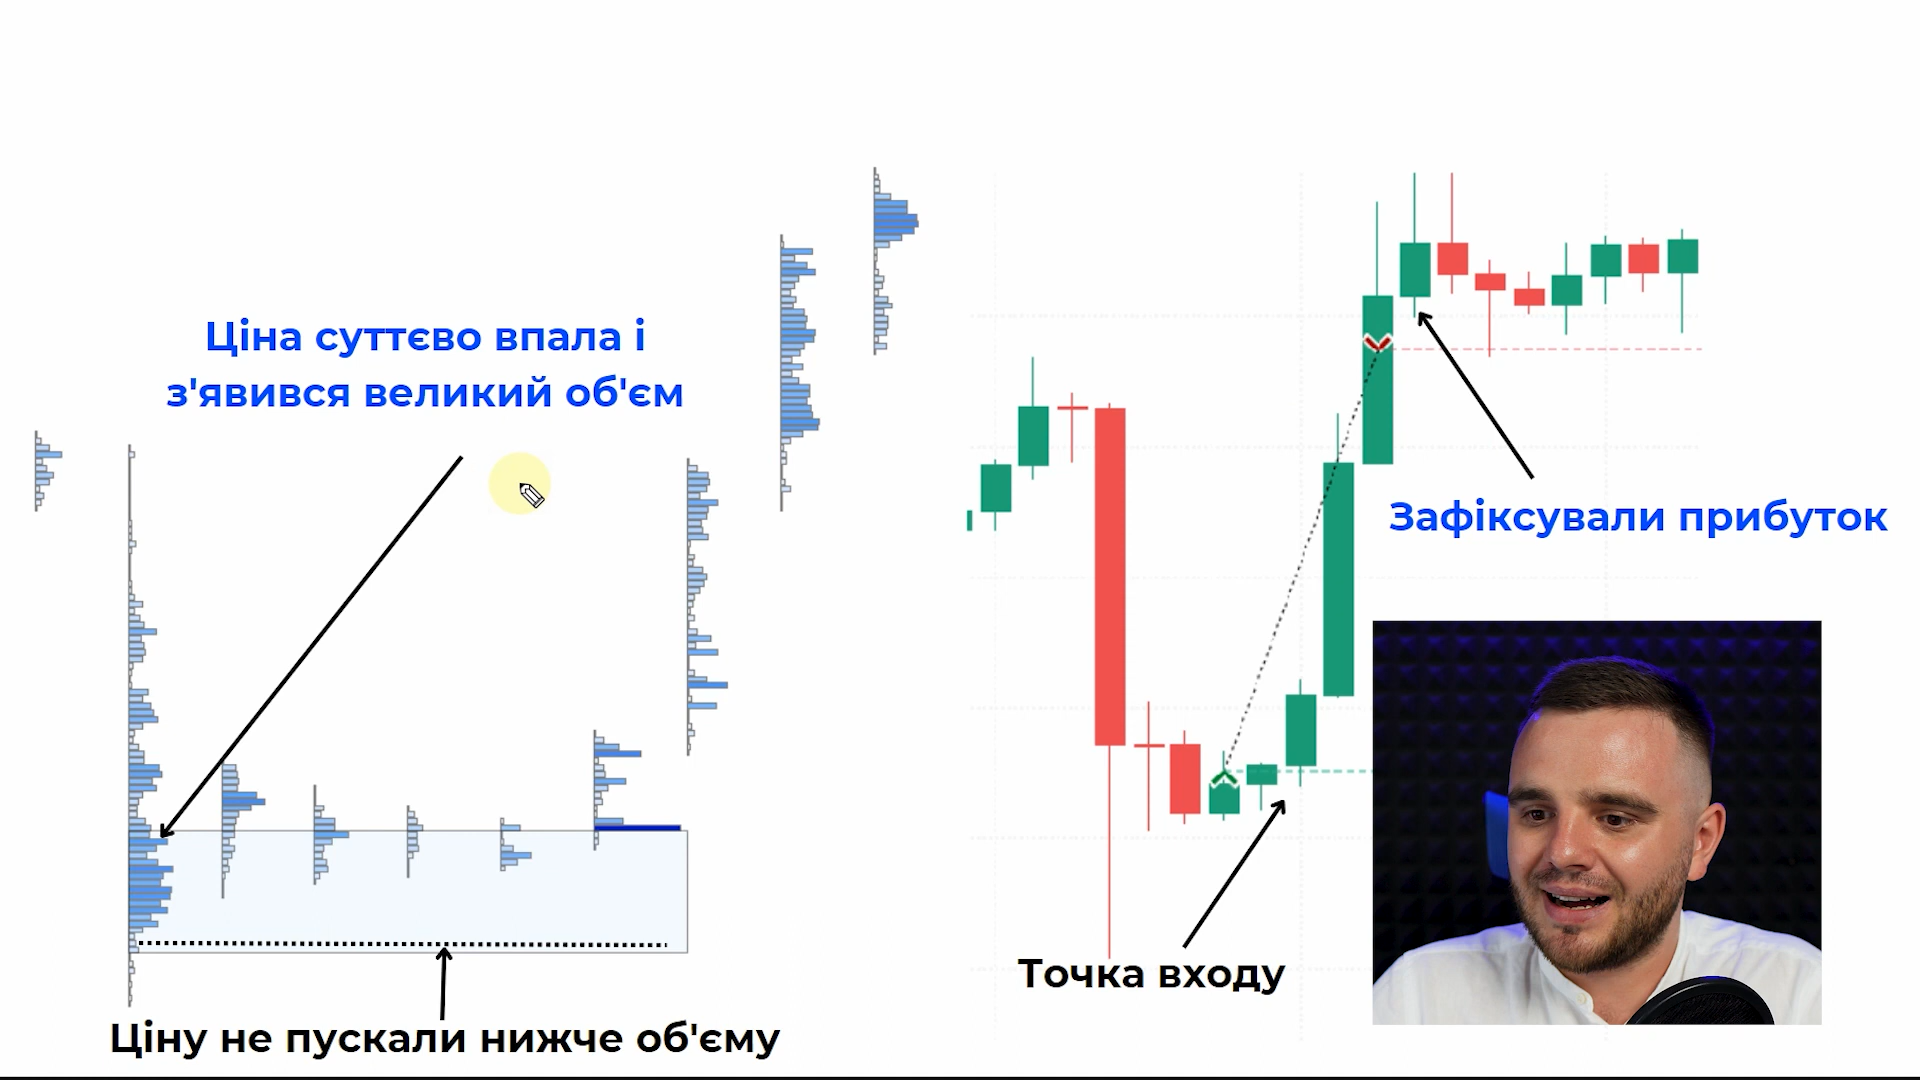 Ціна суттєво впала і
з'явився великий об'єм
Зафіксували прибуток
Точка входу
Ціну не пускали нижче об'єму